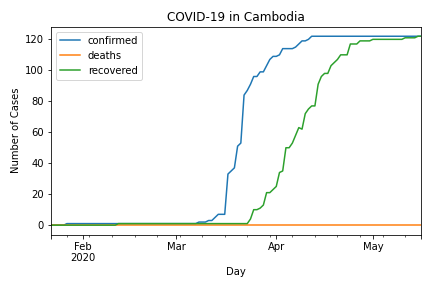 COVID-19 in Cambodia
confirmed
deaths
recovered
Number of Cases
120
100
80
60
40
20
0
Feb
2020
Mar
Apr
May
Day